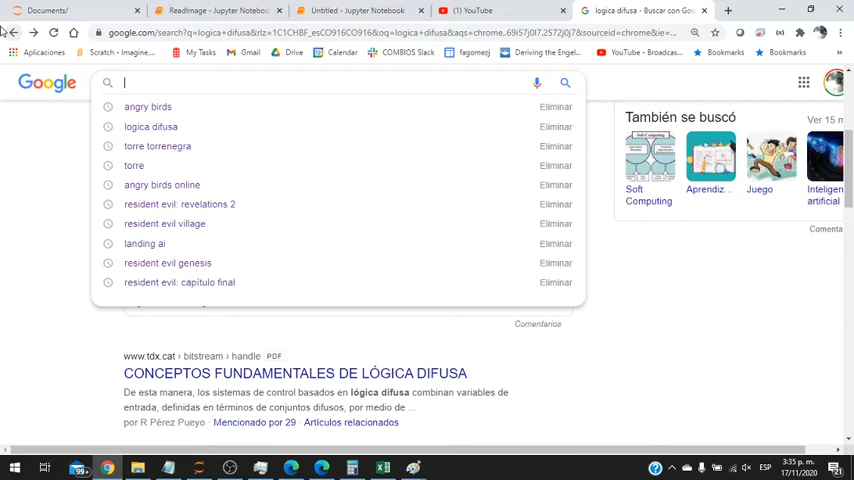 Documents/
ReadImage - Jupyter Notebook
Untitled - Jupyter Notebook
(1) YouTube
logica difusa - Buscar con Goo
google.com/search?q=logica+difusa&rlz=1C1CHBF_esCO916CO916&oq=logica+difusa&aqs=chrome..69i57j0l7.2572j0j7&sourceid=chrome&ie=...
Aplicaciones
Scratch - Imagine,...
My Tasks
Gmail
Drive
Calendar
COMBIOS Slack
fagomezj
Deriving the Englen...
YouTube - Broadcas...
Bookmarks
Bookmarks
Google
angry birds Eliminar
logica difusa Eliminar
torre torrenegra Eliminar
torre Eliminar
angry birds online Eliminar
resident evil: revelations 2 Eliminar
resident evil village Eliminar
landing ai Eliminar
resident evil genesis Eliminar
resident evil: capítulo final Eliminar
También se buscó
Ver 15 m
Soft Computing
Aprendiz...
Juego
Inteligen artificial
Comenta
Comentarios
www.tdx.cat › bitstream › handle PDF
CONCEPTOS FUNDAMENTALES DE LÓGICA DIFUSA
De esta manera, los sistemas de control basados en lógica difusa combinan variables de
entrada, definidas en términos de conjuntos difusos, por medio de ...
por R Pérez Pueyo · Mencionado por 29 · Artículos relacionados
99+
ESP
3:35 p. m.
17/11/2020
21